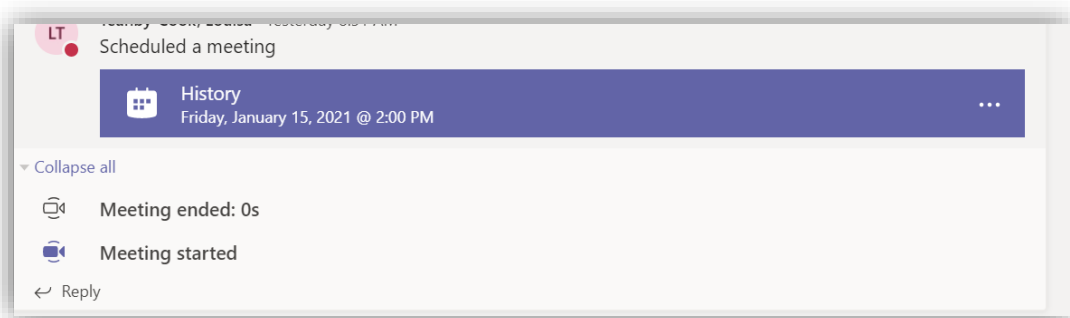 LT
Scheduled a meeting
History
Friday, January 15, 2021 @ 2:00 PM
Collapse all
Meeting ended: 0s
Meeting started
Reply